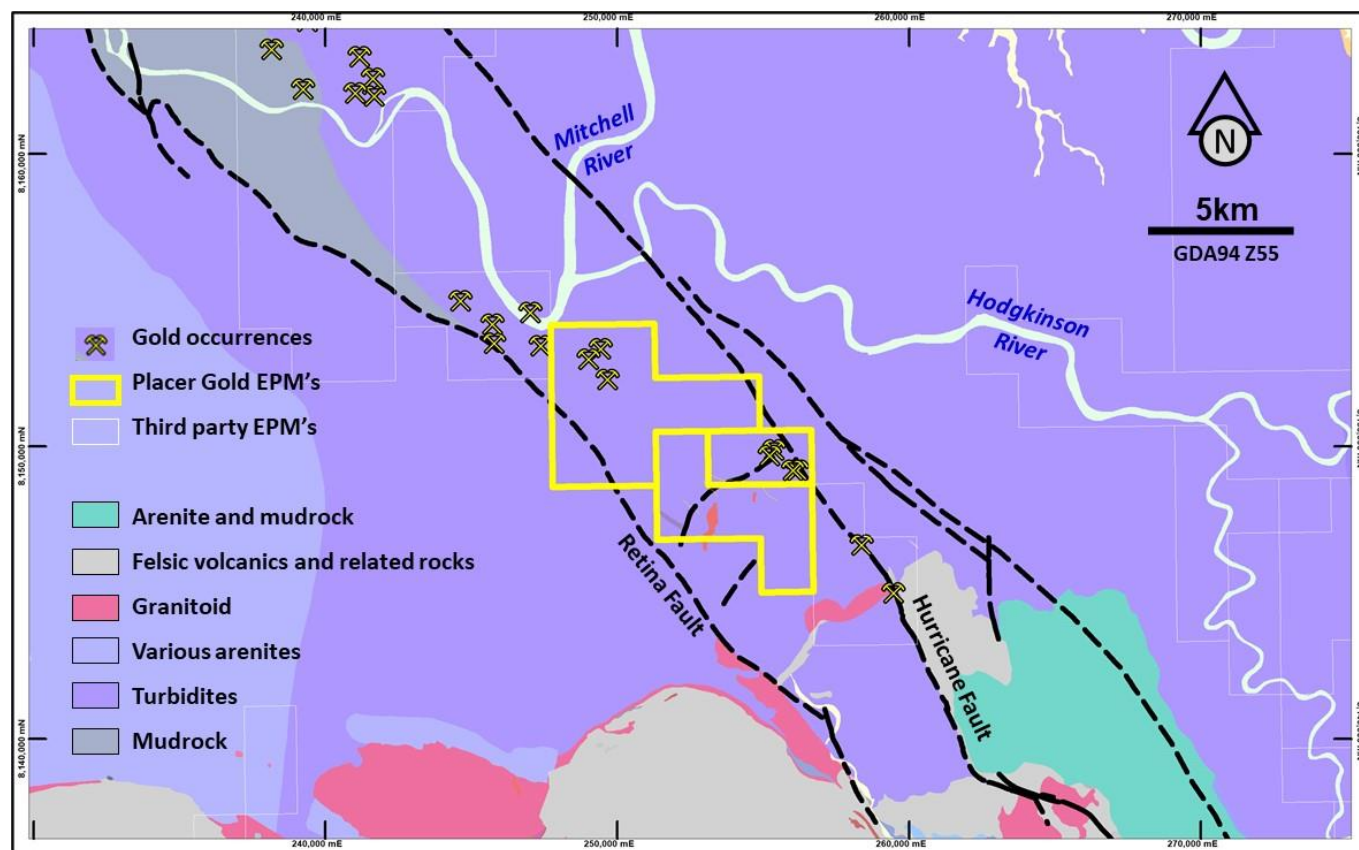 240,000 mE
250,000 mE
260,000 mE
270,000 mE
8,160,000 mN
8,150,000 mN
8,140,000 mN
Mitchell
River
N
5km
GDA94 Z55
Hodgkinson
River
Gold occurrences
Placer Gold EPM's
Third party EPM's
Arenite and mudrock
Felsic volcanics and related rocks
Granitoid
Various arenites
Turbidites
Mudrock
Retina Fault
Hurricane Fault
240,000 mE
250,000 mE
260,000 mE
270,000 mE